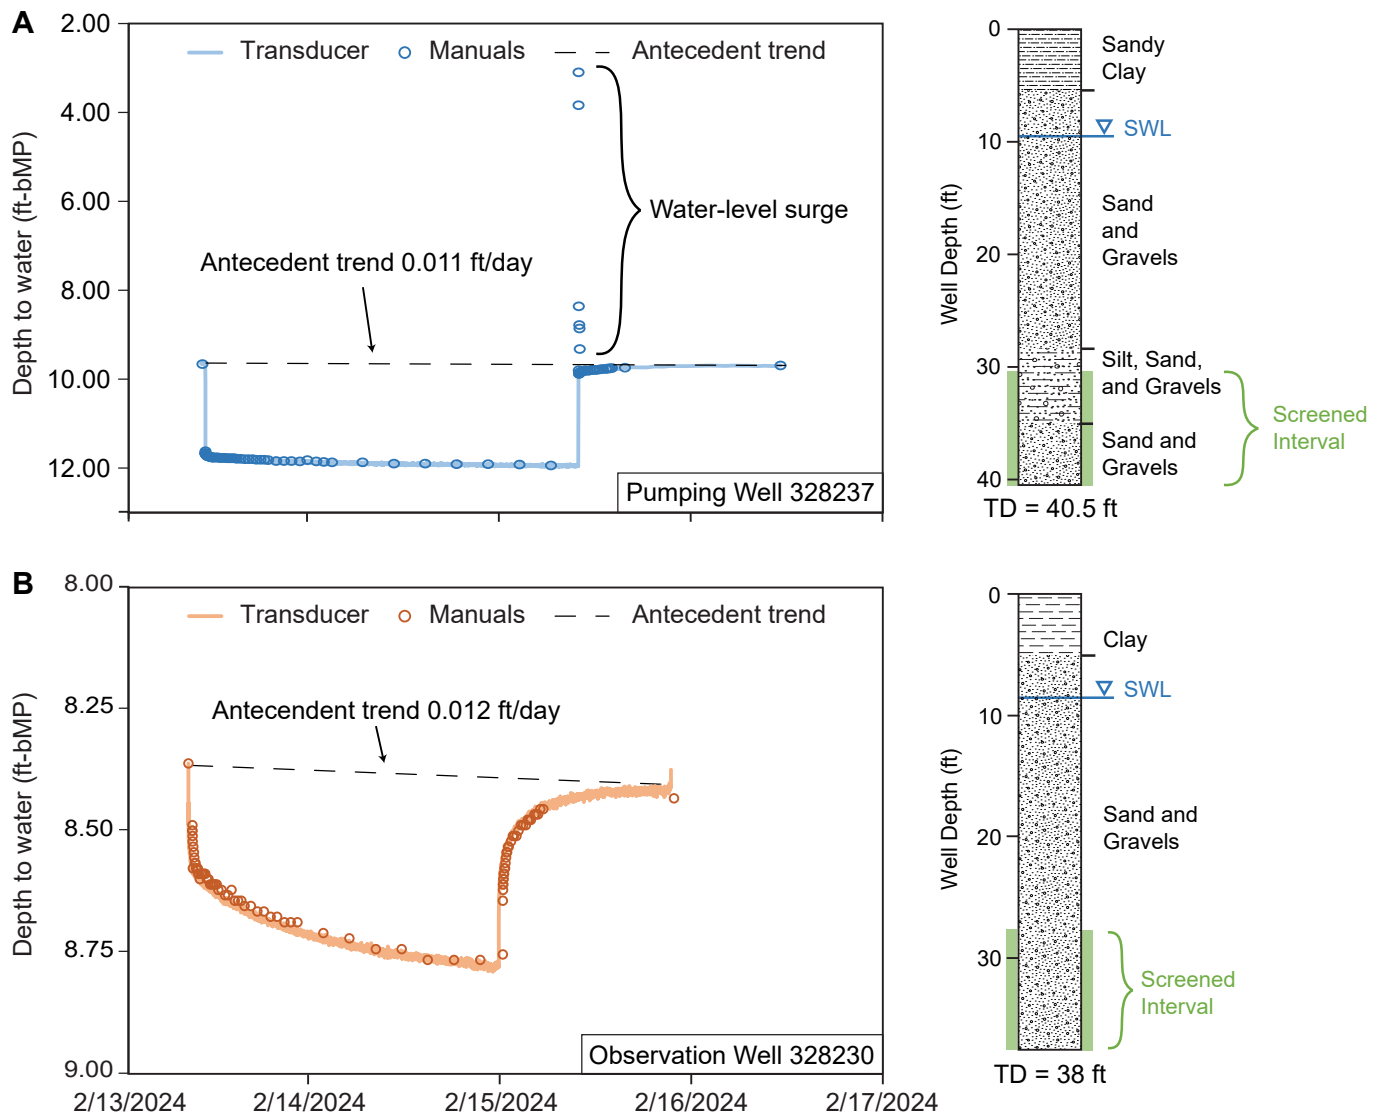 A
2.00
4.00
6.00
8.00
10.00
12.00
Depth to water (ft-bMP)
Transducer
Manuals
Antecedent trend
Water-level surge
Antecedent trend 0.011 ft/day
Pumping Well 328237
0
10
20
30
40
Well Depth (ft)
Sandy
Clay
SWL
Sand
and
Gravels
Silt, Sand,
and Gravels
Sand and
Gravels
Screened
Interval
TD = 40.5 ft
B
8.00
8.25
8.50
8.75
9.00
Depth to water (ft-bMP)
Transducer
Manuals
Antecedent trend
Antecendent trend 0.012 ft/day
Observation Well 328230
2/13/2024
2/14/2024
2/15/2024
2/16/2024
2/17/2024
0
10
20
30
Well Depth (ft)
Clay
SWL
Sand and
Gravels
Screened
Interval
TD = 38 ft